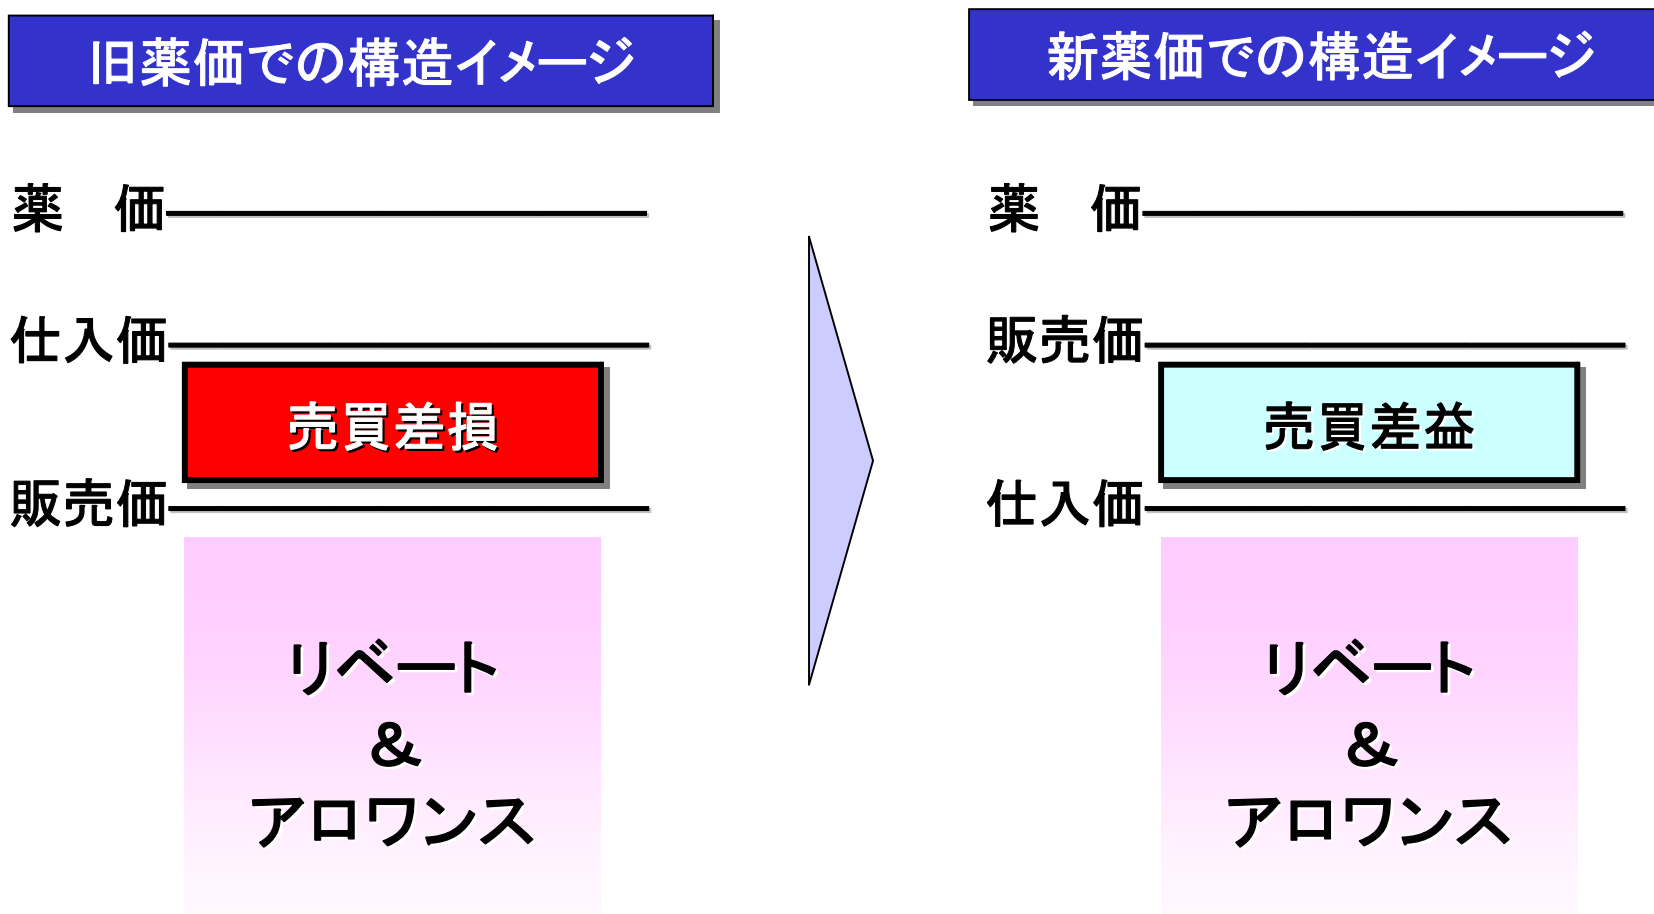 旧薬価での構造イメージ
薬　価
仕入価
売買差損
販売価
リベート
&
アロワンス
新薬価での構造イメージ
薬　価
販売価
売買差益
仕入価
リベート
&
アロワンス